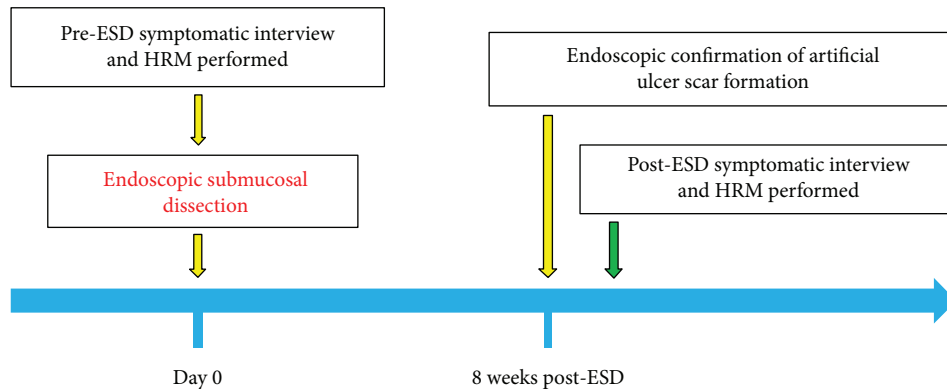 Pre-ESD symptomatic interview
and HRM performed
Endoscopic submucosal
dissection
Endoscopic confirmation of artificial
ulcer scar formation
Post-ESD symptomatic interview
and HRM performed
Day 0
8 weeks post-ESD